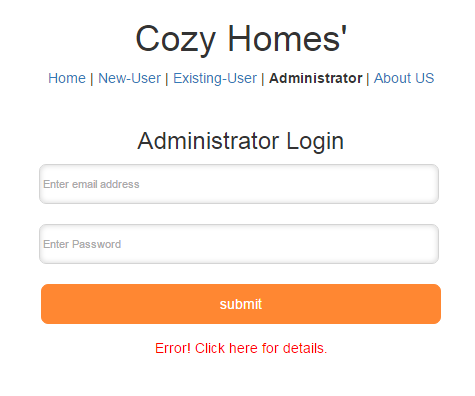 Cozy Homes'
Home | New-User | Existing-User | Administrator | About US
Administrator Login
Enter email address
Enter Password
submit
Error! Click here for details.